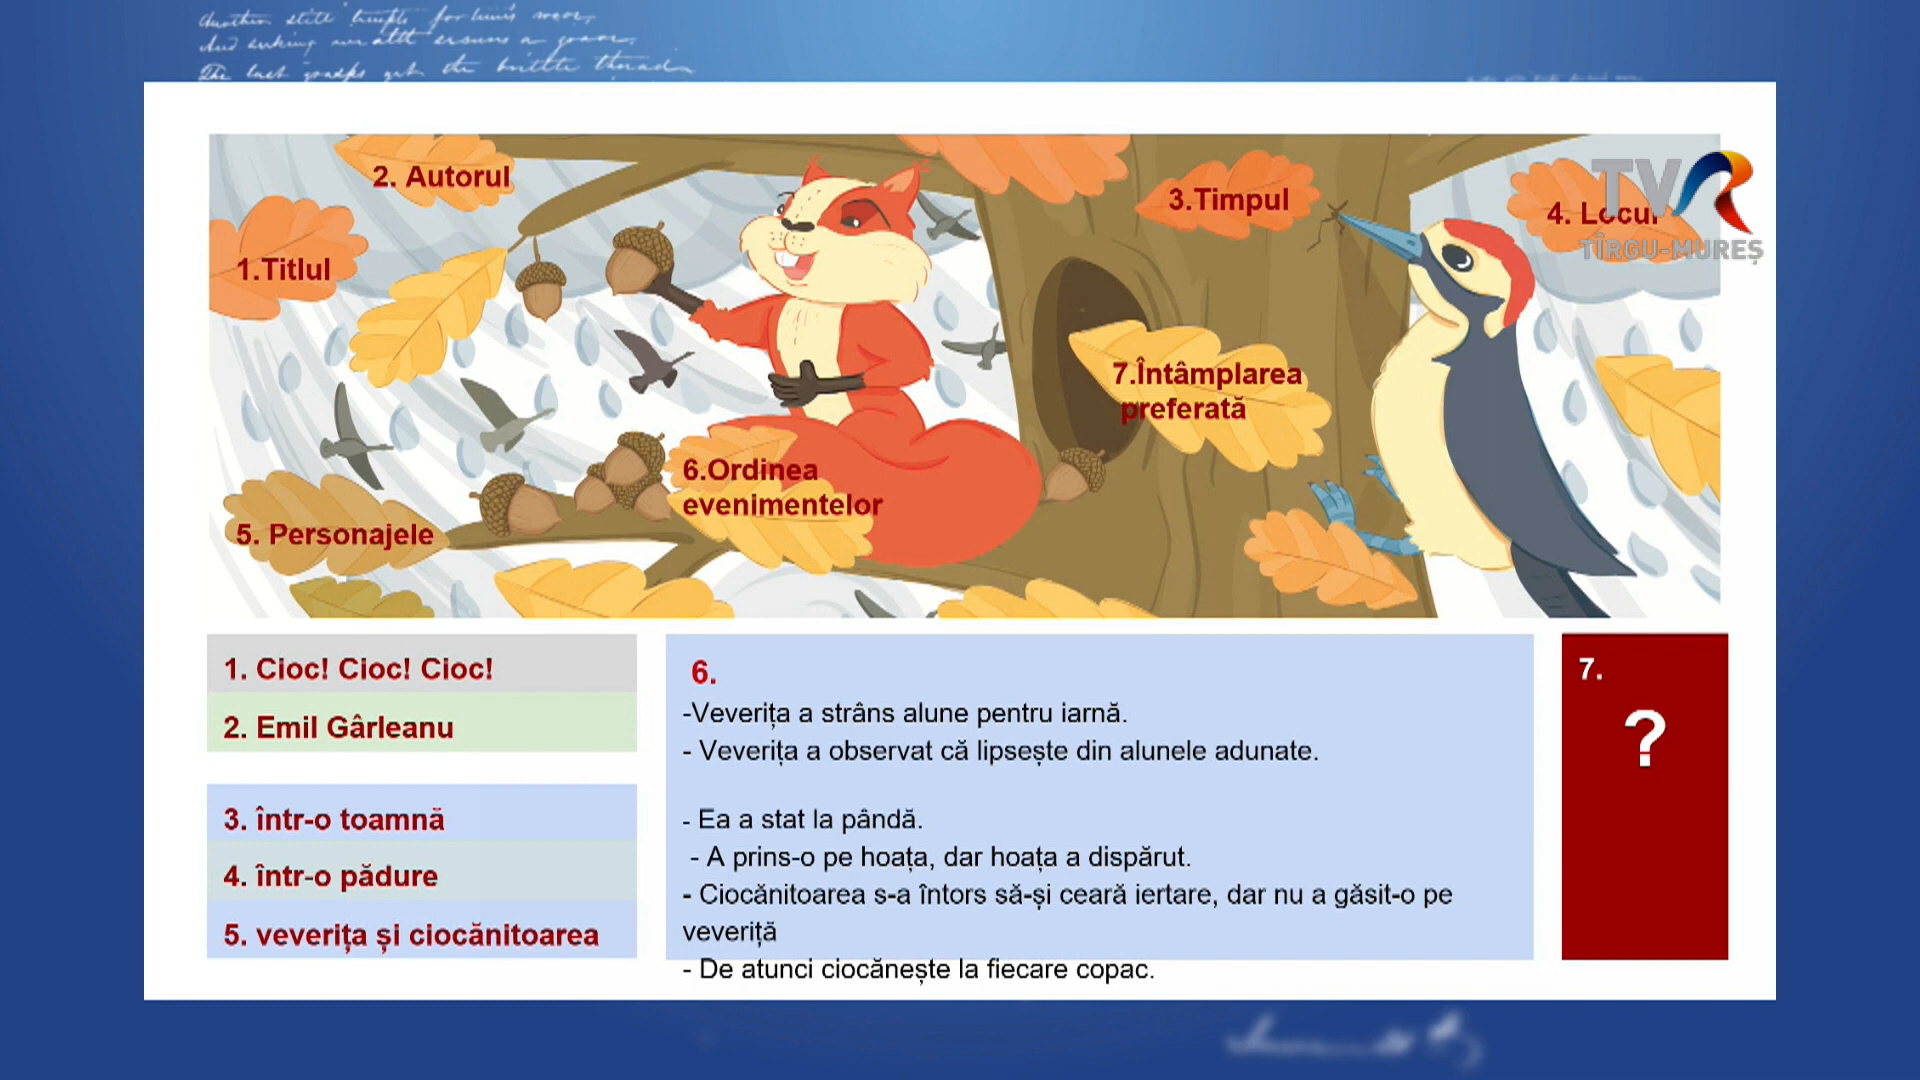 2. Autorul
3.Timpul
TVR
4. Locul
TÎRGU-MUREȘ
1.Titlul
7.Întâmplarea
preferată
6.Ordinea
evenimentelor
5. Personajele
1. Cioc! Cioc! Cioc!
2. Emil Gârleanu
3. într-o toamnă
4. într-o pădure
5. veverița și ciocănitoarea
6.
-Veverița a strâns alune pentru iarnă.
- Veverița a observat că lipsește din alunele adunate.
- Ea a stat la pândă.
- A prins-o pe hoața, dar hoața a dispărut.
- Ciocănitoarea s-a întors să-și ceară iertare, dar nu a găsit-o pe
veveriță
- De atunci ciocănește la fiecare copac.
7.
?